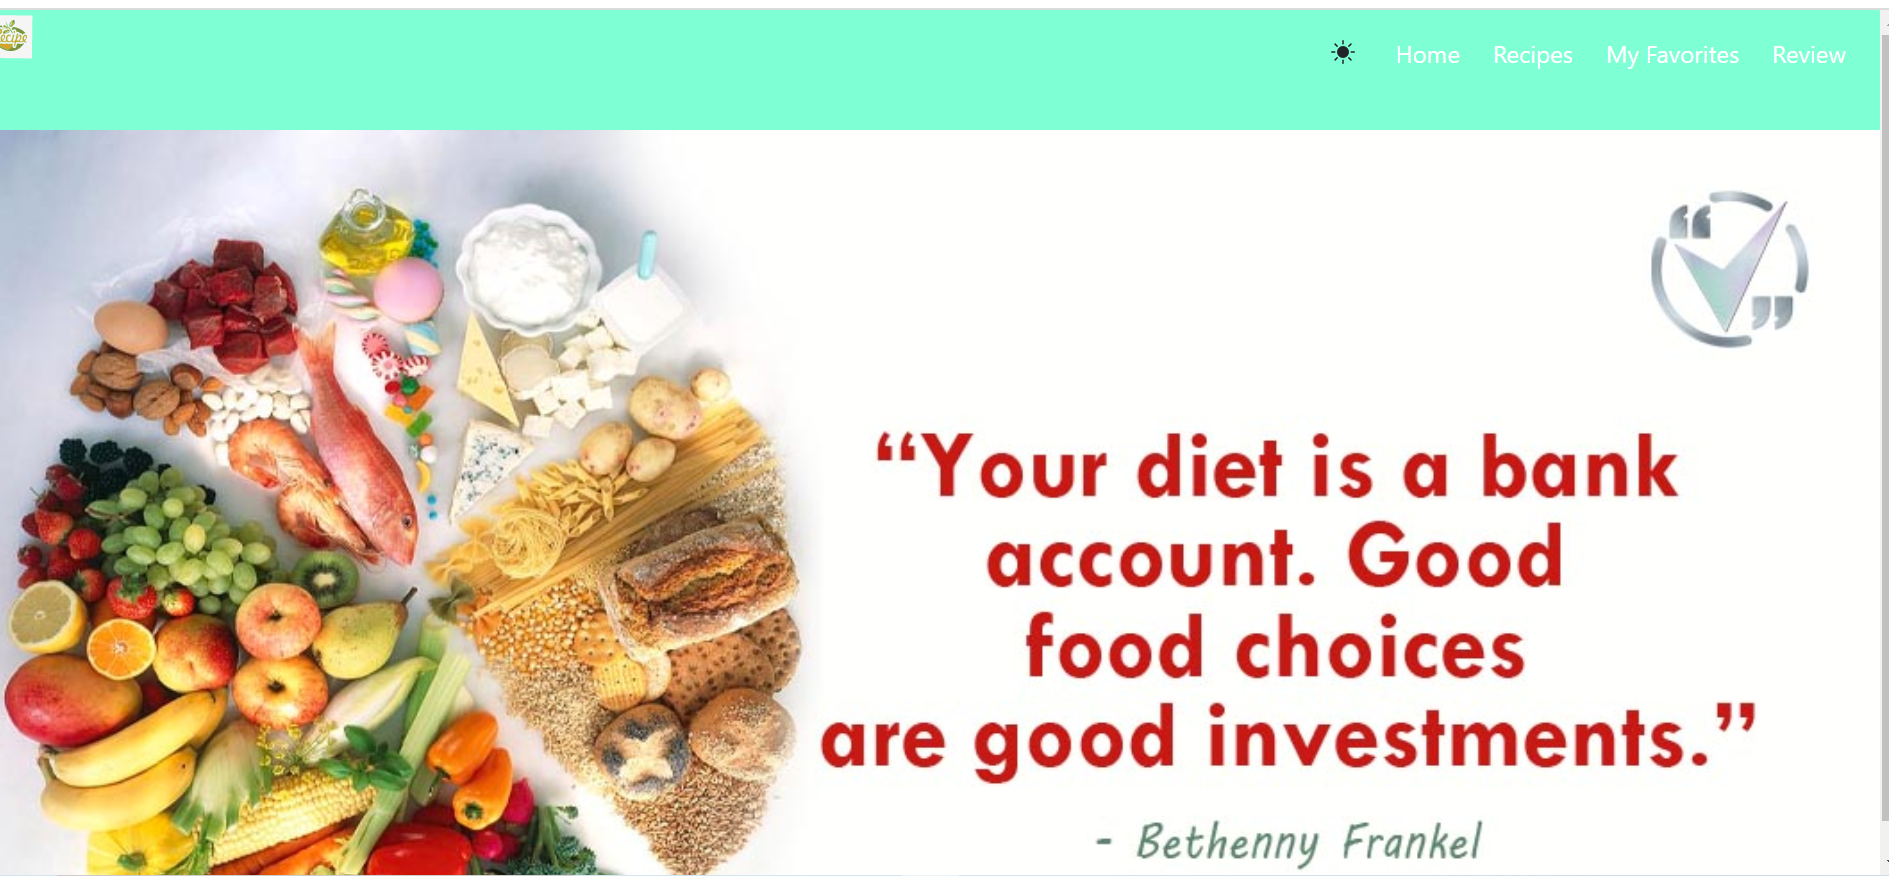 ecipe
Home Recipes My Favorites Review
“Your diet is a bank
account. Good
food choices
are good investments.”
- Bethenny Frankel